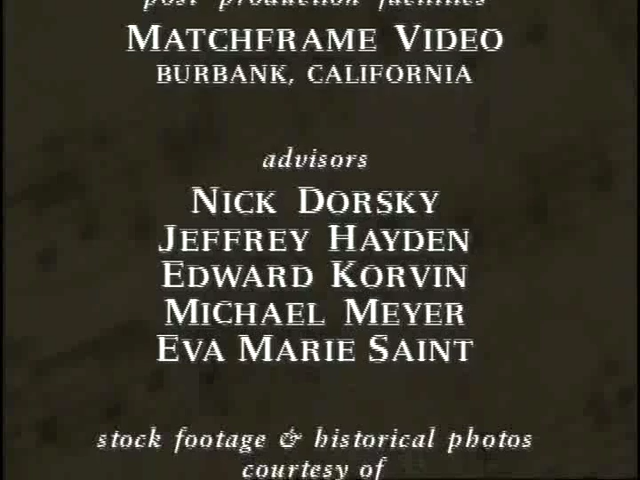 post production facilities
MATCHFRAME VIDEO
BURBANK, CALIFORNIA
advisors
NICK DORSKY
JEFFREY HAYDEN
EDWARD KORVIN
MICHAEL MEYER
EVA MARIE SAINT
stock footage & historical photos
courtesy of